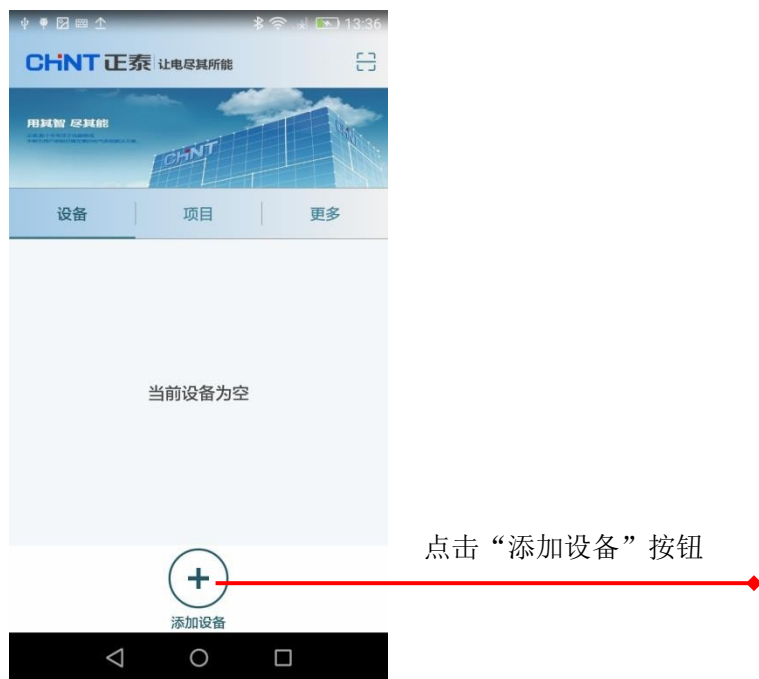 13:36
CHNT 正泰 让电尽其所能
用其智 尽其能
CHNT
设备 项目 更多
当前设备为空
点击“添加设备”按钮
添加设备